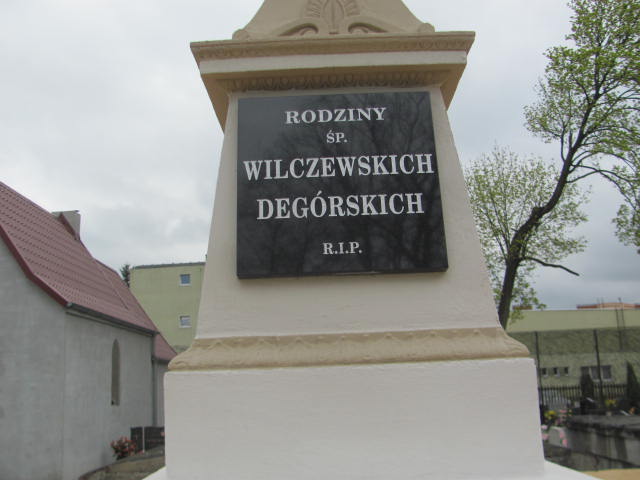 RODZINY
ŚP.
WILCZEWSKICH
DEGÓRSKICH
R.I.P.